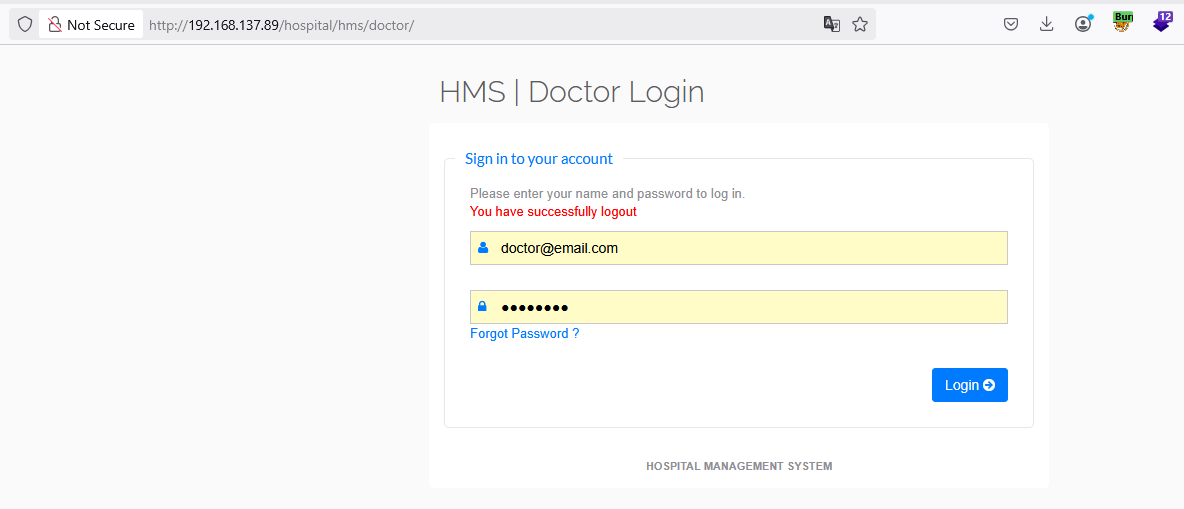 Not Secure http://192.168.137.89/hospital/hms/doctor/
Bur
12
HMS | Doctor Login
Sign in to your account
Please enter your name and password to log in.
You have successfully logout
doctor@email.com
●●●●●●●●
Forgot Password ?
Login
HOSPITAL MANAGEMENT SYSTEM